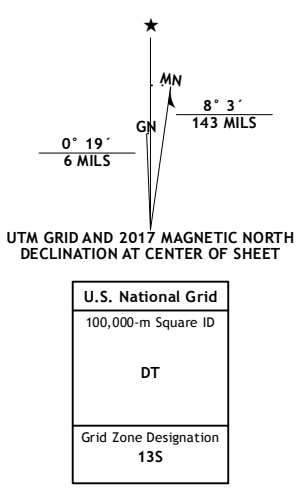 MN
8° 3´
143 MILS
GN
0° 19´
6 MILS
UTM GRID AND 2017 MAGNETIC NORTH
DECLINATION AT CENTER OF SHEET
U.S. National Grid
100,000-m Square ID
DT
Grid Zone Designation
13S